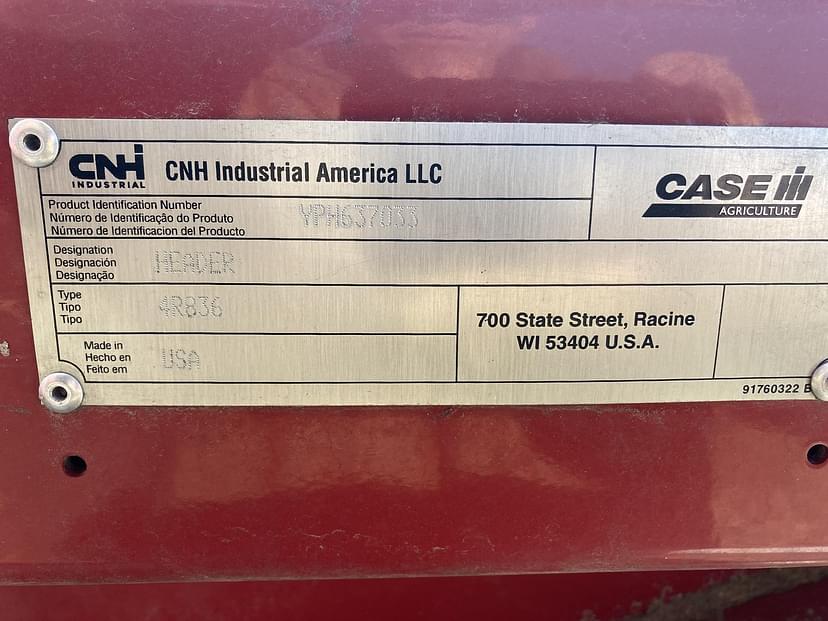 CNH
INDUSTRIAL
CNH Industrial America LLC
CASE IH
AGRICULTURE
Product Identification Number
Número de Identificação do Produto
Número de Identificacion del Producto
YPH637033
Designation
Designación
Designação
HEADER
Type
Tipo
Tipo
4R836
Made in
Hecho en
Feito em
USA
700 State Street, Racine
WI 53404 U.S.A.
91760322 B